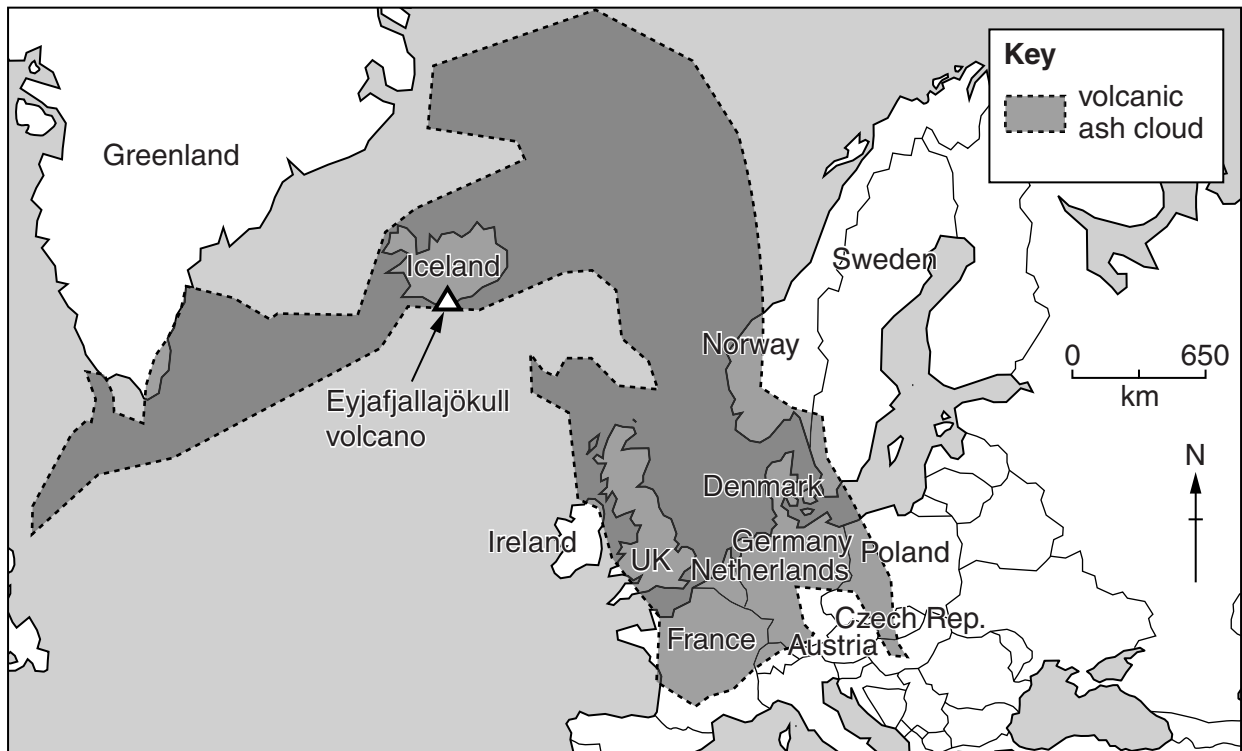 Key
volcanic
ash cloud
Greenland
Iceland
Sweden
Norway
0 650
km
Eyjafjallajökull
volcano
N
Denmark
Ireland
UK
Germany
Netherlands
Poland
Czech Rep.
France
Austria